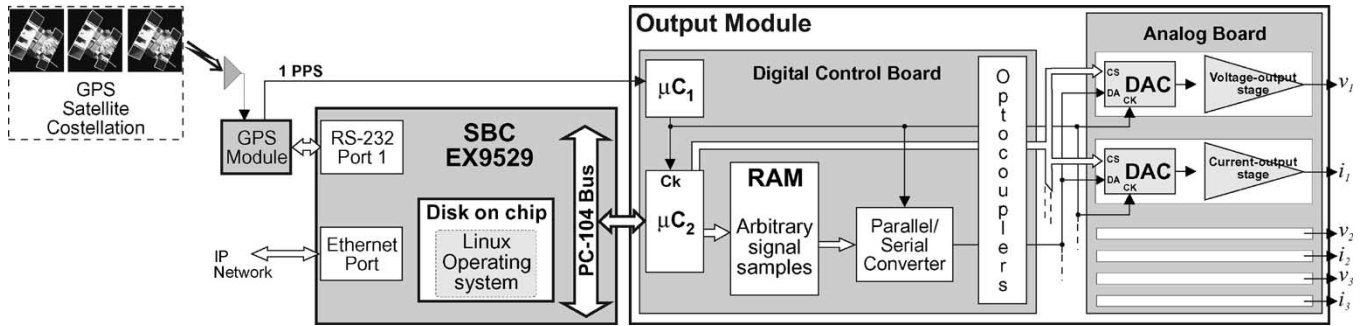 GPS
Satellite
Costellation
1 PPS
GPS
Module
RS-232
Port 1
SBC
EX9529
PC-104 Bus
Disk on chip
Linux
Operating
system
Ethernet
Port
IP
Network
Output Module
Digital Control Board
μC1
Ck
μC2
RAM
Arbitrary
signal
samples
Parallel/
Serial
Converter
Optocouplers
Analog Board
CS
DA
CK
DAC
Voltage-output
stage
v1
CS
DA
CK
DAC
Current-output
stage
i1
v2
i2
v3
i3